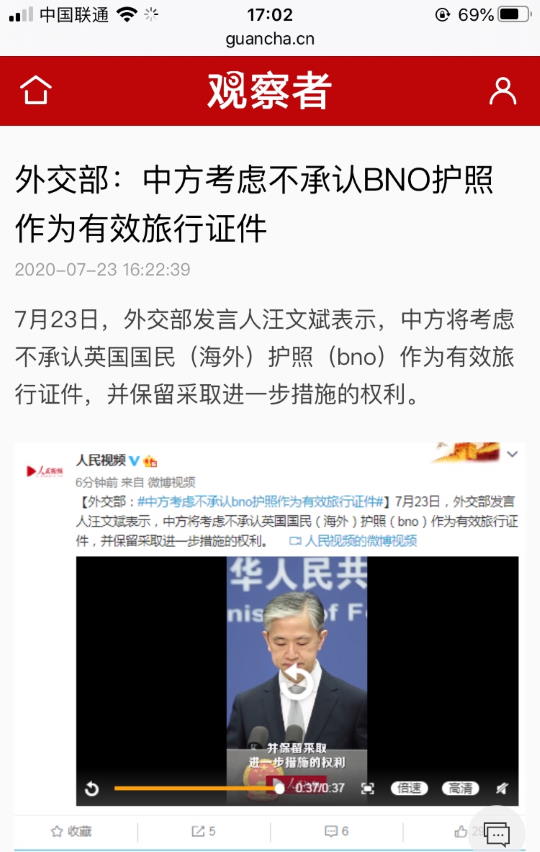 中国联通
17:02
69%
guancha.cn
观察者
外交部：中方考虑不承认BNO护照
作为有效旅行证件
2020-07-23 16:22:39
7月23日，外交部发言人汪文斌表示，中方将考虑
不承认英国国民（海外）护照（bno）作为有效旅
行证件，并保留采取进一步措施的权利。
人民视频
人民视频
6分钟前 来自 微博视频
【外交部：#中方考虑不承认bno护照作为有效旅行证件#】7月23日，外交部发言
人汪文斌表示，中方将考虑不承认英国国民（海外）护照（bno）作为有效旅行证
件，并保留采取进一步措施的权利。 人民视频的微博视频
华人民共
nis of Fo
并保留采取
进一步措施的权利
0:37/0:37
倍速
高清
收藏
5
6